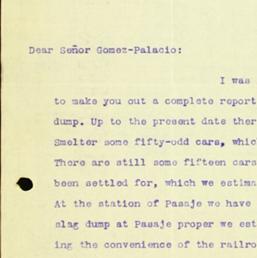 Dear Señor Gomez-Palacio:
I was
to make you out a complete report
dump. Up to the present date ther
Smelter some fifty-odd cars, whic
There are still some fifteen cars
been settled for, which we estima
At the station of Pasaje we have
slag dump at Pasaje proper we est
ing the convenience of the railro